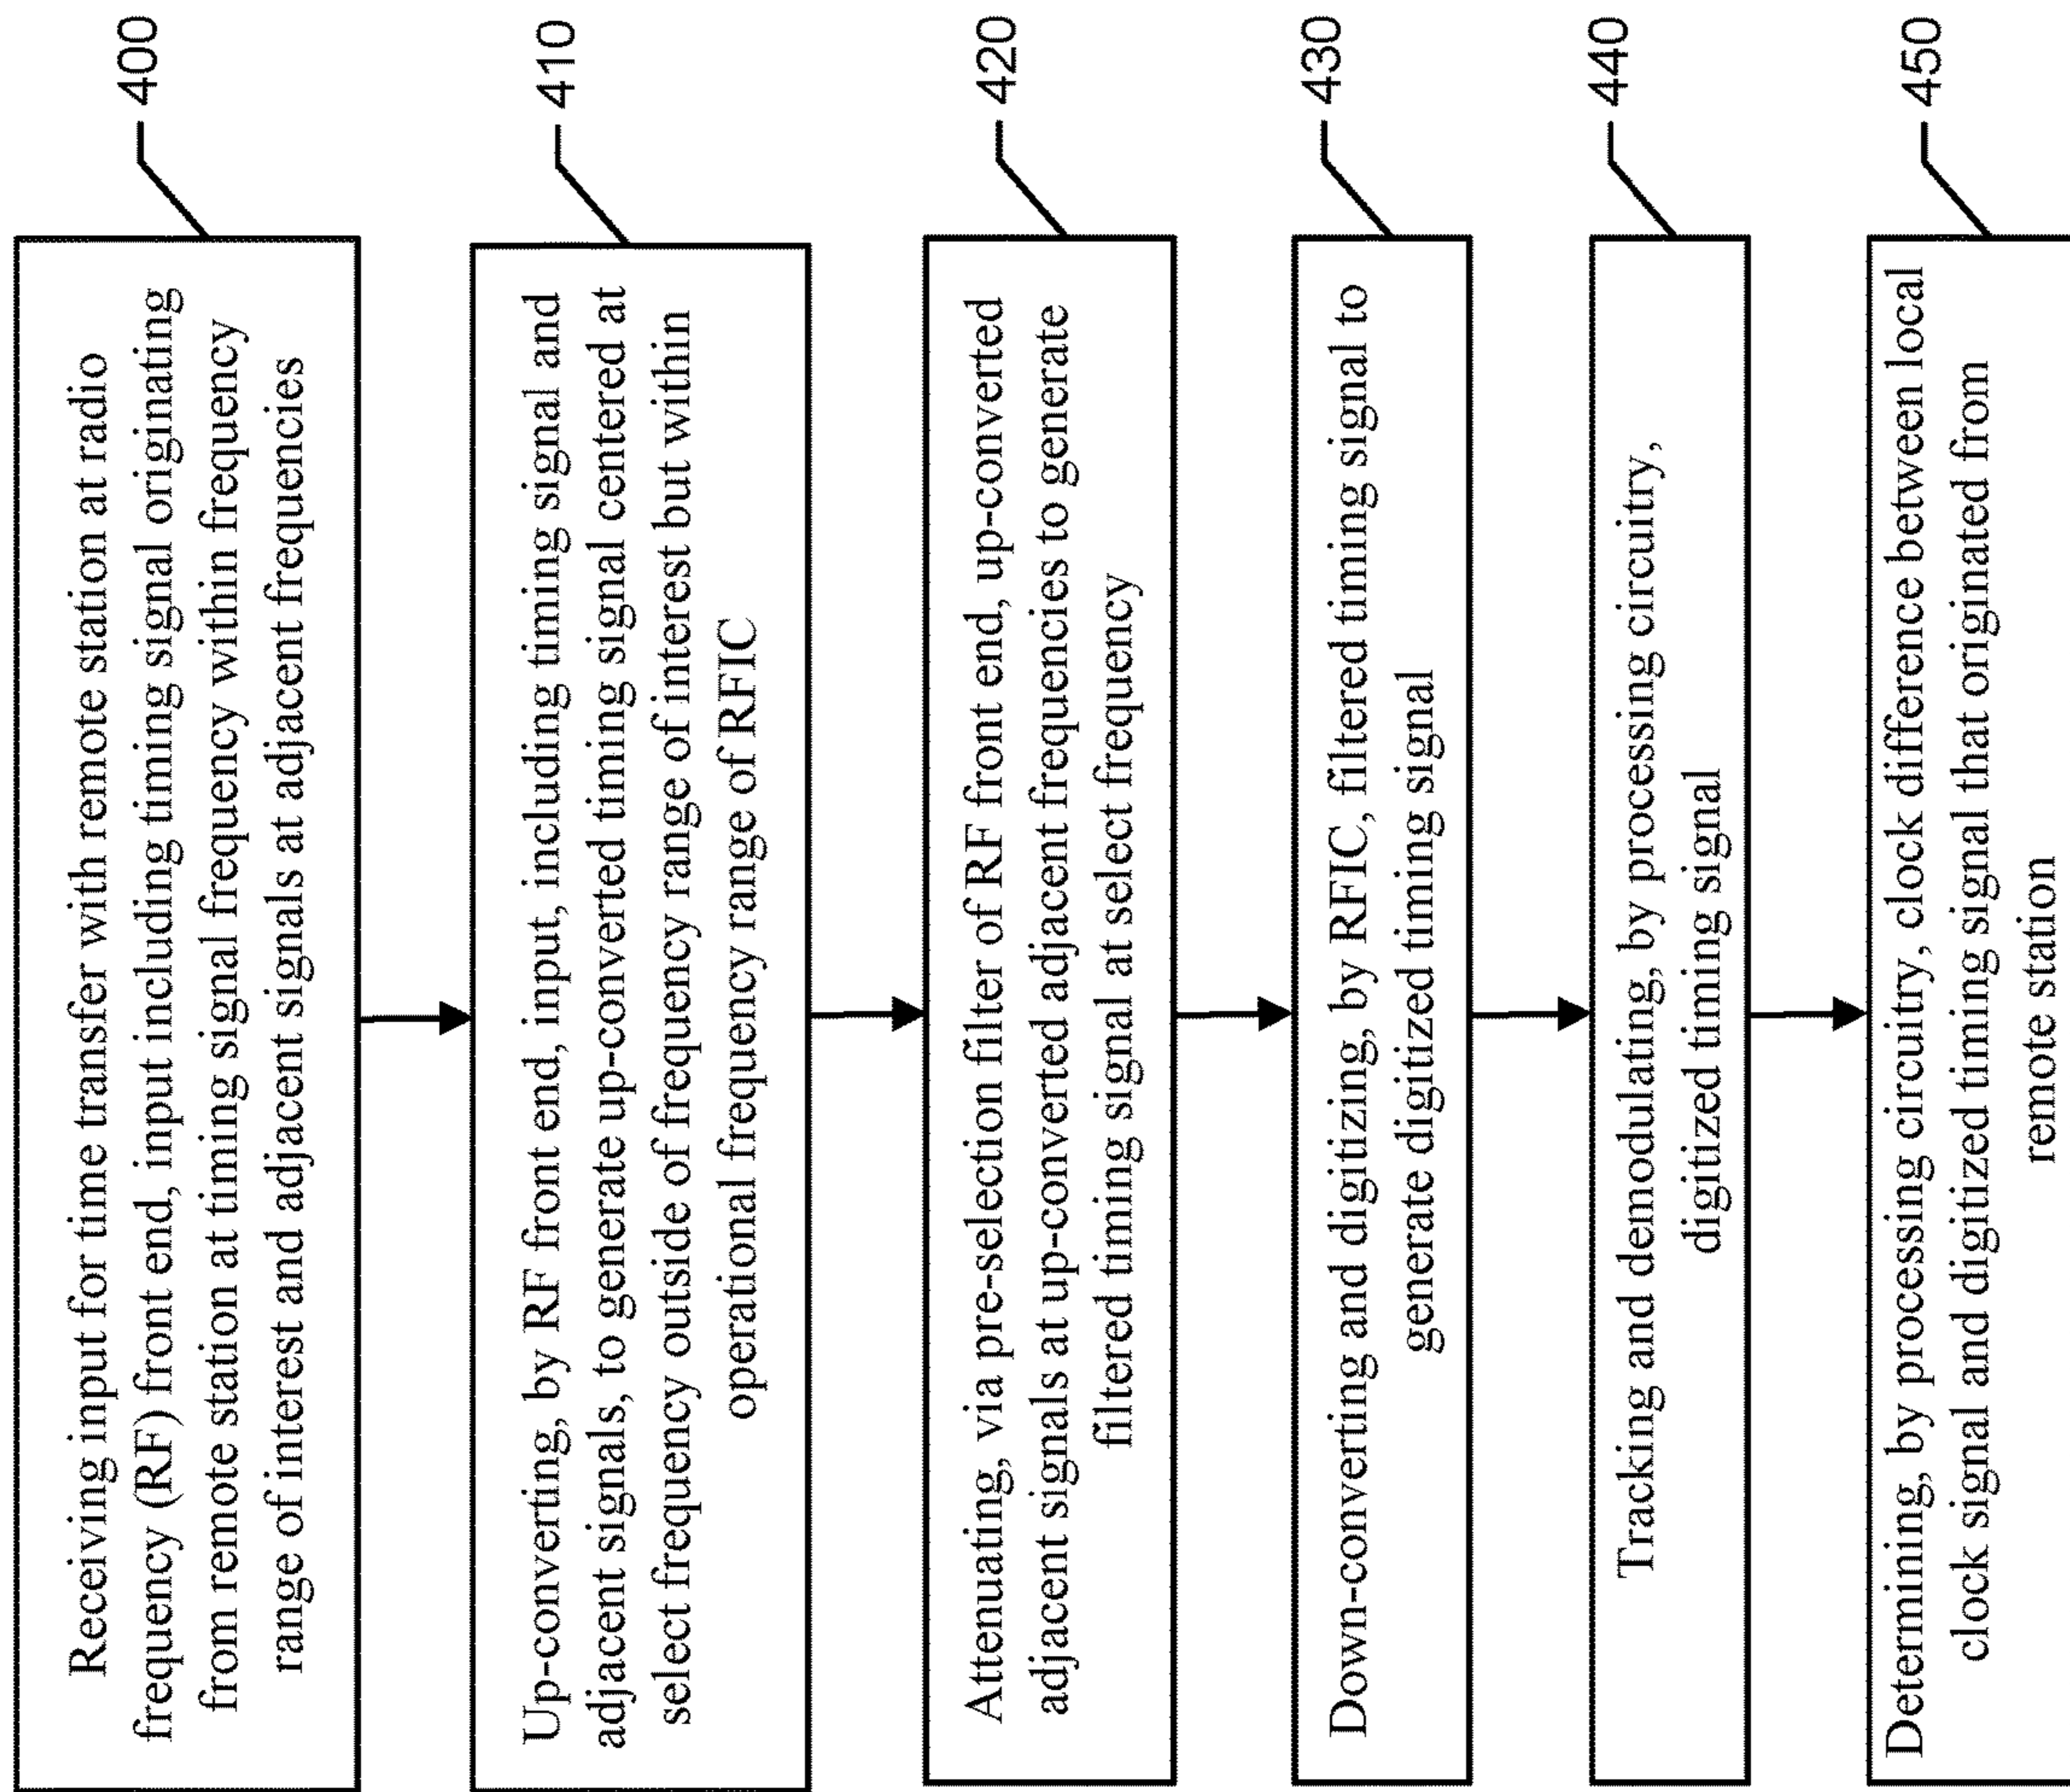 Receiving input for time transfer with remote station at radio
frequency (RF) front end, input including timing signal originating
from remote station at timing signal frequency within frequency
range of interest and adjacent signals at adjacent frequencies
400
Up-converting, by RF front end, input, including timing signal and
adjacent signals, to generate up-converted timing signal centered at
select frequency outside of frequency range of interest but within
operational frequency range of RFIC
410
Attenuating, via pre-selection filter of RF front end, up-converted
adjacent signals at up-converted adjacent frequencies to generate
filtered timing signal at select frequency
420
Down-converting and digitizing, by RFIC, filtered timing signal to
generate digitized timing signal
430
Tracking and demodulating, by processing circuitry,
digitized timing signal
440
Determining, by processing circuitry, clock difference between local
clock signal and digitized timing signal that originated from
remote station
450